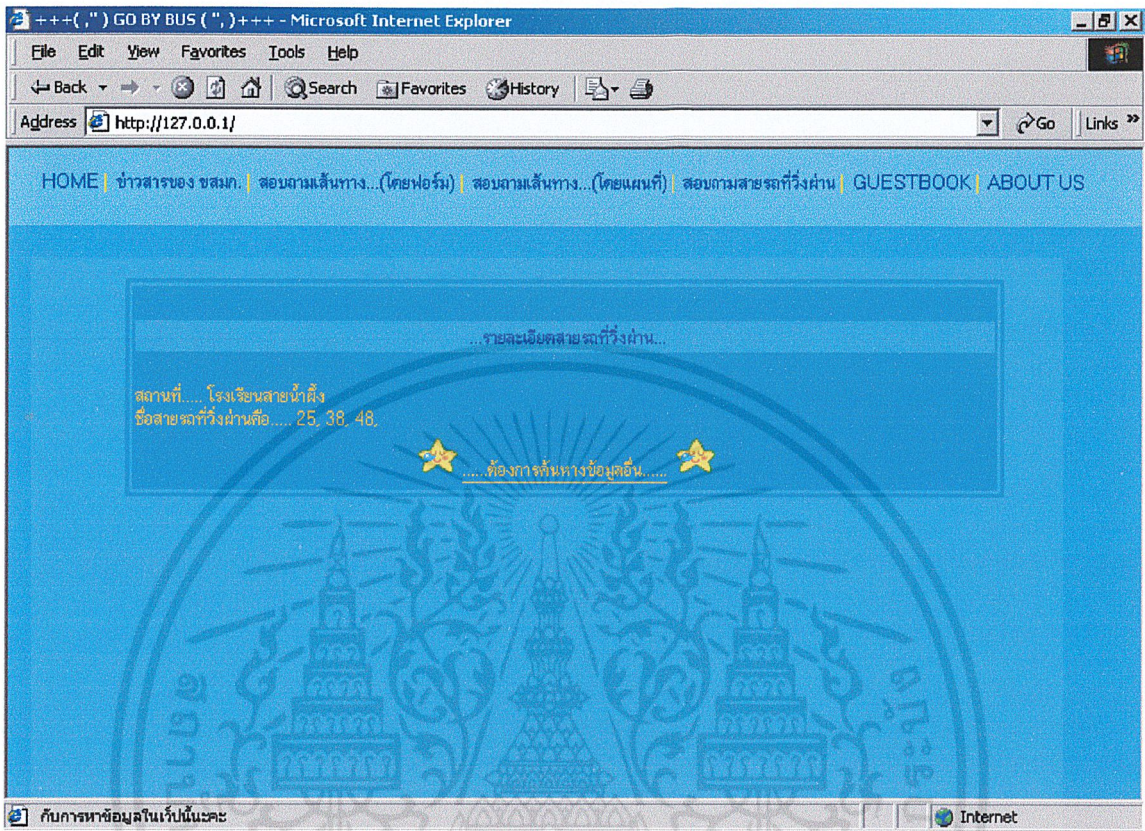 +++( ," ) GO BY BUS ( ", )+++ - Microsoft Internet Explorer
File Edit View Favorites Tools Help
Back Search Favorites History
Address http://127.0.0.1/ Go Links »
HOME | ข่าวสารของ ขสมก. | สอบถามเส้นทาง...(โดยฟอร์ม) | สอบถามเส้นทาง...(โดยแผนที่) | สอบถามสายรถที่วิ่งผ่าน | GUESTBOOK | ABOUT US
...รายละเอียดสายรถที่วิ่งผ่าน...
สถานที่..... โรงเรียนสายน้ำผึ้ง
ชื่อสายรถที่วิ่งผ่านคือ..... 25, 38, 48,
......ต้องการค้นหางข้อมูลอื่น......
กับการหาข้อมูลในเว็ปนี้นะคะ Internet